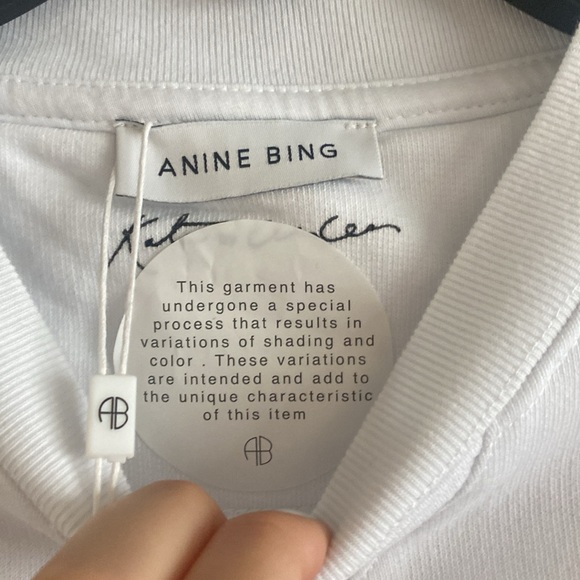 ANINE BING
This garment has
undergone a special
process that results in
variations of shading and
color . These variations
are intended and add to
the unique characteristic
of this item
AB
AB